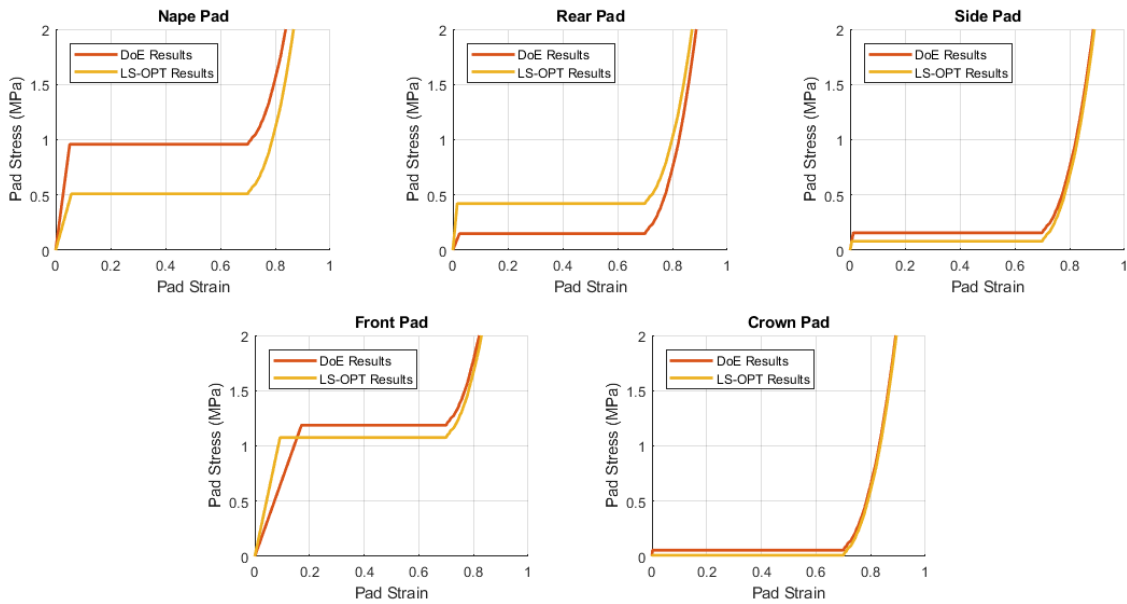 Nape Pad
2
1.5
1
0.5
0
Pad Stress (MPa)
DoE Results
LS-OPT Results
0 0.2 0.4 0.6 0.8 1
Pad Strain
Rear Pad
2
1.5
1
0.5
0
Pad Stress (MPa)
DoE Results
LS-OPT Results
0 0.2 0.4 0.6 0.8 1
Pad Strain
Side Pad
2
1.5
1
0.5
0
Pad Stress (MPa)
DoE Results
LS-OPT Results
0 0.2 0.4 0.6 0.8 1
Pad Strain
Front Pad
2
1.5
1
0.5
0
Pad Stress (MPa)
DoE Results
LS-OPT Results
0 0.2 0.4 0.6 0.8 1
Pad Strain
Crown Pad
2
1.5
1
0.5
0
Pad Stress (MPa)
DoE Results
LS-OPT Results
0 0.2 0.4 0.6 0.8 1
Pad Strain